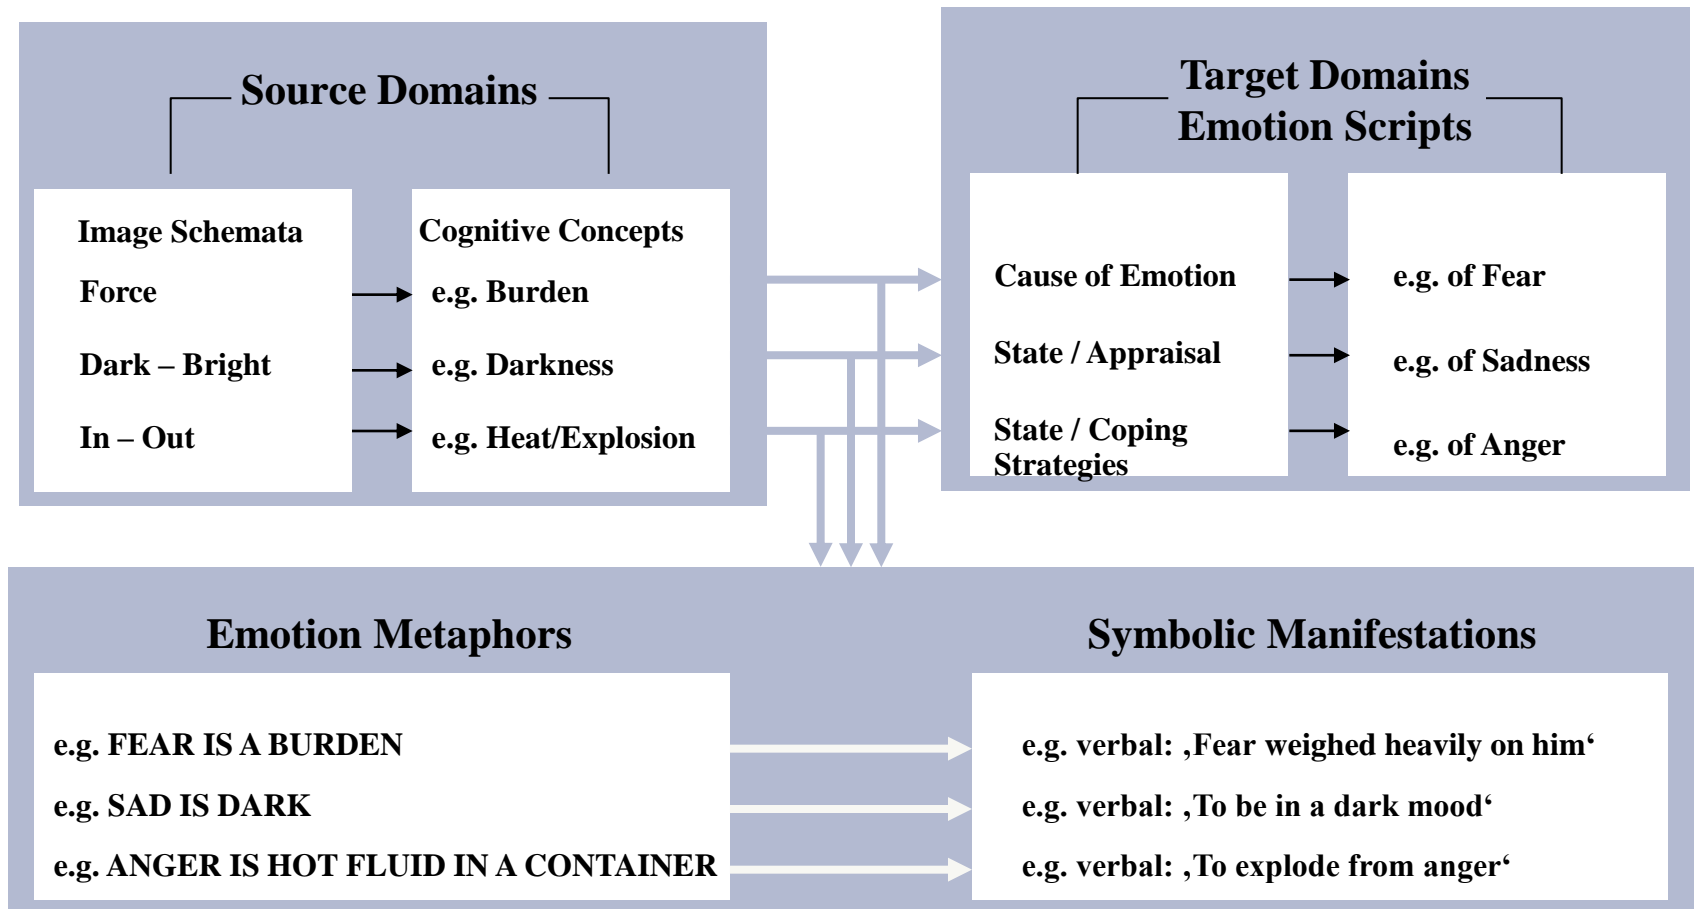 Source Domains
Image Schemata
Cognitive Concepts
Force
e.g. Burden
Dark – Bright
e.g. Darkness
In – Out
e.g. Heat/Explosion
Target Domains
Emotion Scripts
Cause of Emotion
e.g. of Fear
State / Appraisal
e.g. of Sadness
State / Coping
Strategies
e.g. of Anger
Emotion Metaphors
Symbolic Manifestations
e.g. FEAR IS A BURDEN
e.g. verbal: ‚Fear weighed heavily on him‘
e.g. SAD IS DARK
e.g. verbal: ‚To be in a dark mood‘
e.g. ANGER IS HOT FLUID IN A CONTAINER
e.g. verbal: ‚To explode from anger‘